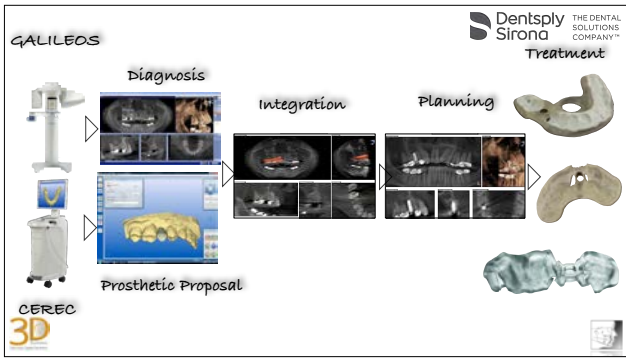 GALILEOS
Dentsply
Sirona
THE DENTAL
SOLUTIONS
COMPANY™
Treatment
Diagnosis
Integration
Planning
Prosthetic Proposal
CEREC
3D